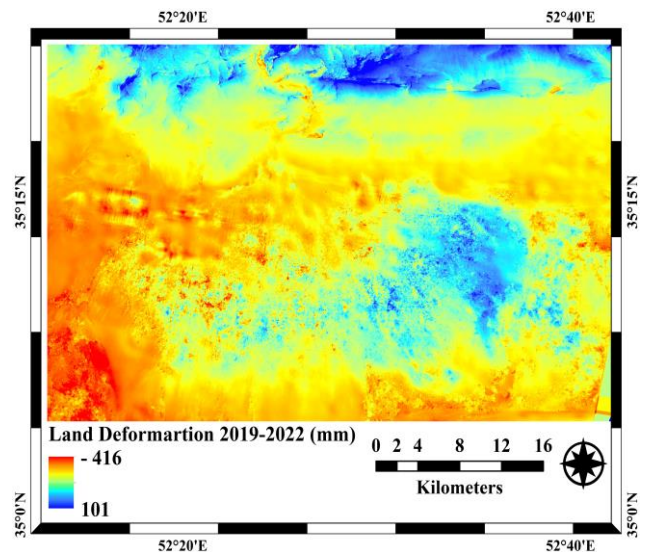 52°20'E 52°40'E
35°15'N 35°15'N
Land Deformartion 2019-2022 (mm)
- 416
101
0 2 4 8 12 16
Kilometers
35°0'N 35°0'N
52°20'E 52°40'E